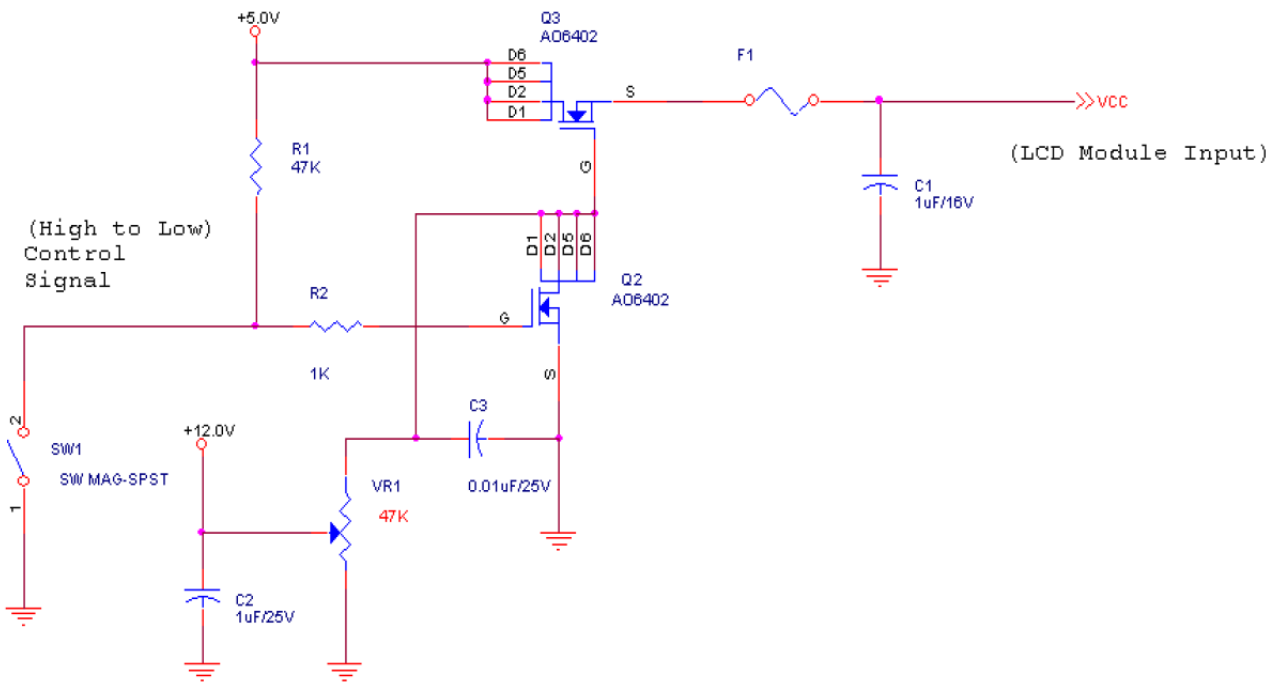 +5.0V
Q3
AO6402
D6
D5
D2
D1
S
G
F1
VCC
(LCD Module Input)
R1
47K
C1
1uF/16V
(High to Low)
Control
Signal
D1
D2
D5
D6
Q2
AO6402
R2
1K
G
S
C3
0.01uF/25V
2
SW1
SW MAG-SPST
1
+12.0V
VR1
47K
C2
1uF/25V